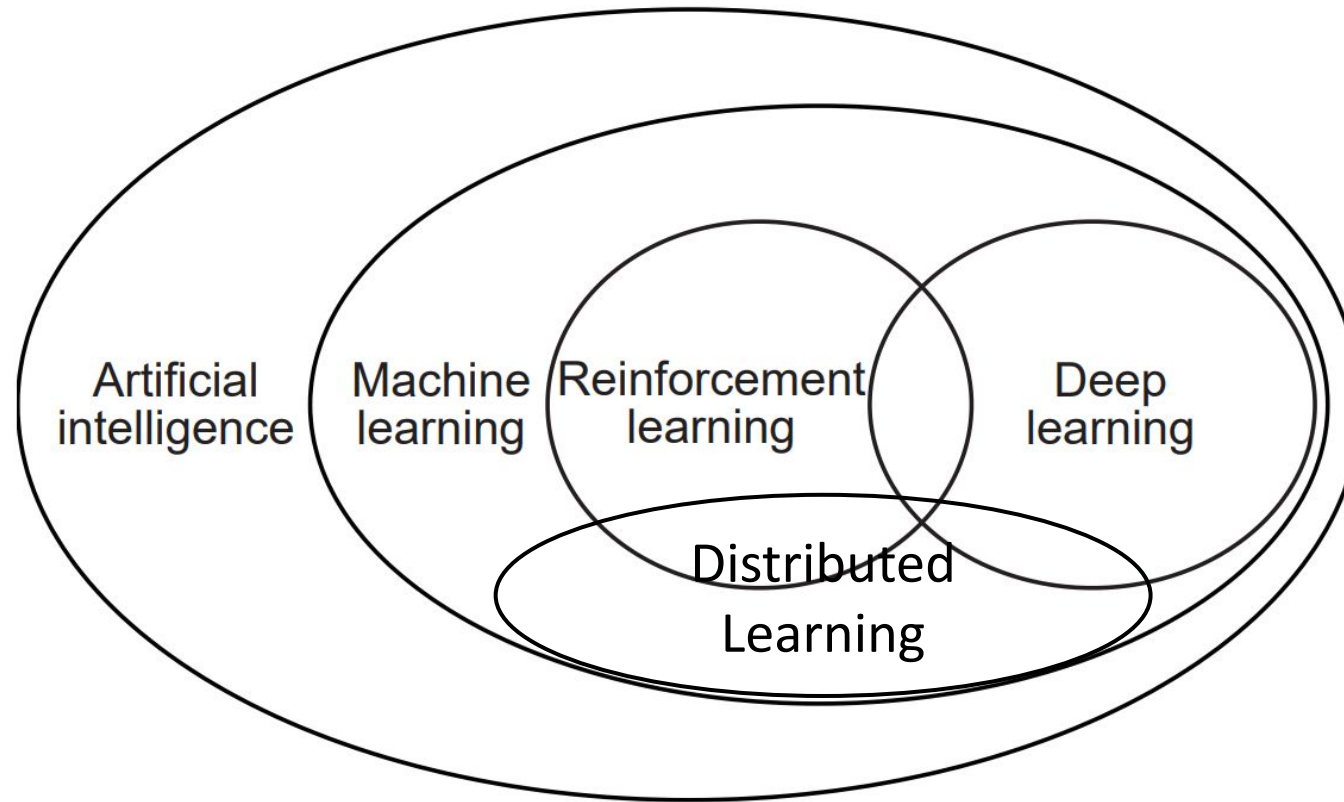 Artificial
intelligence
Machine
learning
Reinforcement
learning
Deep
learning
Distributed
Learning